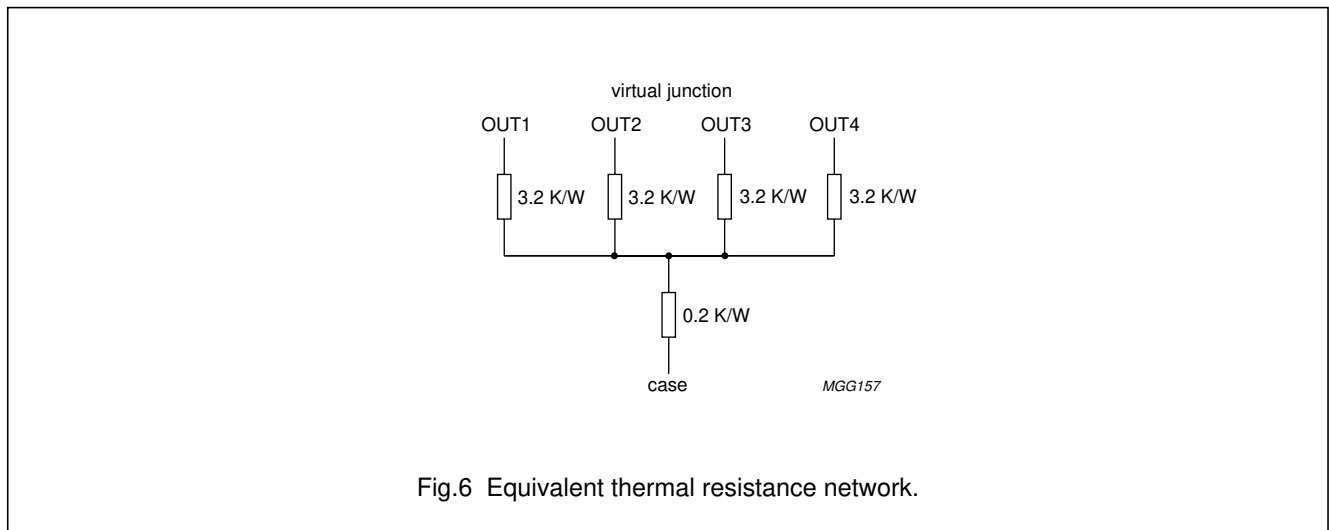 virtual junction
OUT1 OUT2 OUT3 OUT4
3.2 K/W 3.2 K/W 3.2 K/W 3.2 K/W
0.2 K/W
case MGG157
Fig.6 Equivalent thermal resistance network.